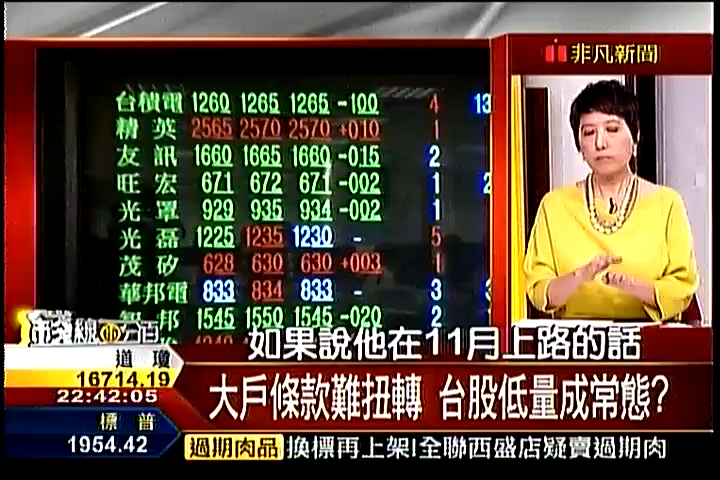 非凡新聞
台積電 1260 1265 1265 -100 4 13
精英 2565 2570 2570 +010 1
友訊 1660 1665 1660 -015 2
旺宏 671 672 671 -002 1 2
光罩 929 935 934 -002 1
光磊 1225 1235 1230 - 5
茂矽 628 630 630 +003 1
華邦電 833 834 833 - 3 3
邦 1545 1550 1545 -020 2
如果說他在11月上路的話
道瓊
16714.19
大戶條款難扭轉 台股低量成常態?
22:42:05
標普
1954.42
過期肉品 換標再上架!全聯西盛店疑賣過期肉